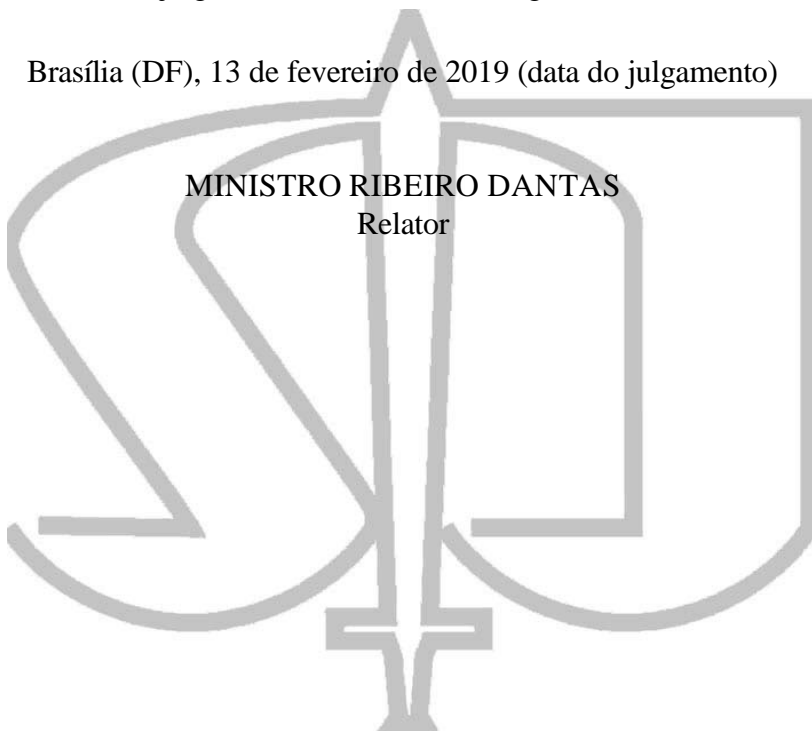 Brasília (DF), 13 de fevereiro de 2019 (data do julgamento)
MINISTRO RIBEIRO DANTAS
Relator